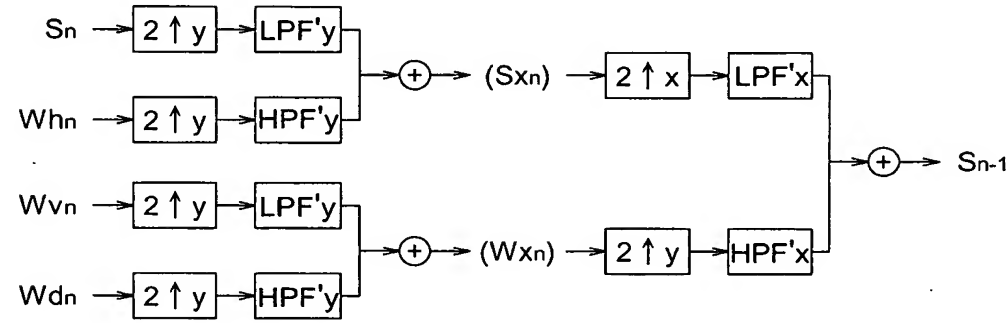 Sn 2 ↑ y LPF'y
+ (Sxn) 2 ↑ x LPF'x
Whn 2 ↑ y HPF'y
+ Sn-1
Wvn 2 ↑ y LPF'y
+ (Wxn) 2 ↑ y HPF'x
Wdn 2 ↑ y HPF'y